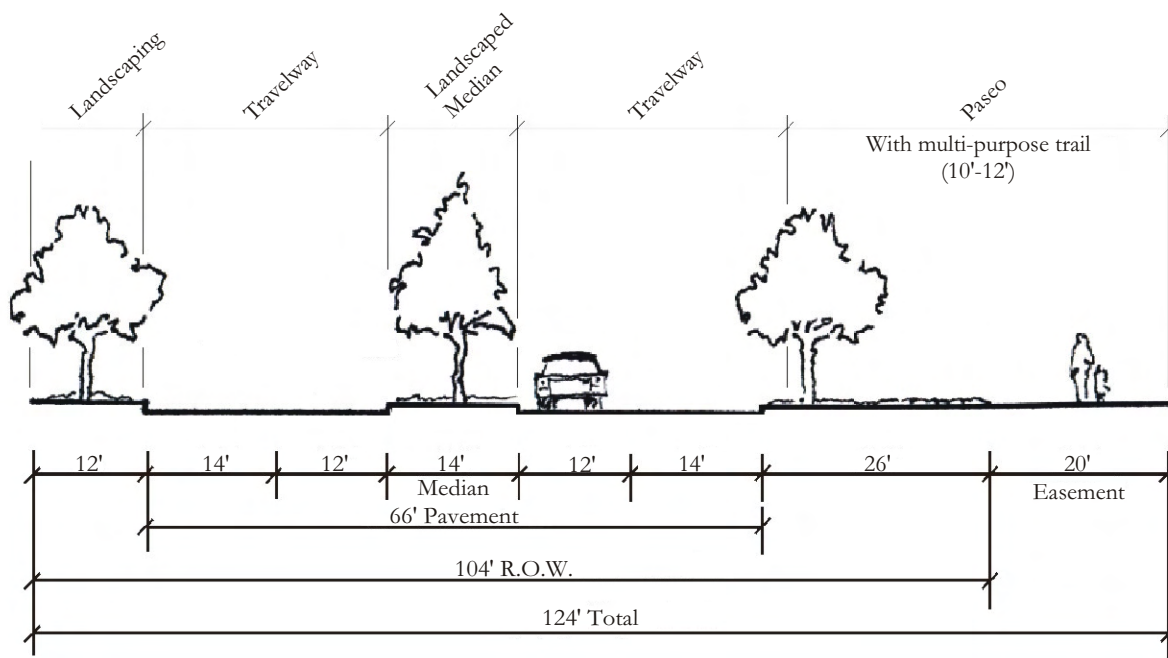 Landscaping
Travelway
Landscaped
Median
Travelway
Paseo
With multi-purpose trail
(10'-12')
12'
14'
12'
14'
12'
14'
26'
20'
Median
Easement
66' Pavement
104' R.O.W.
124' Total